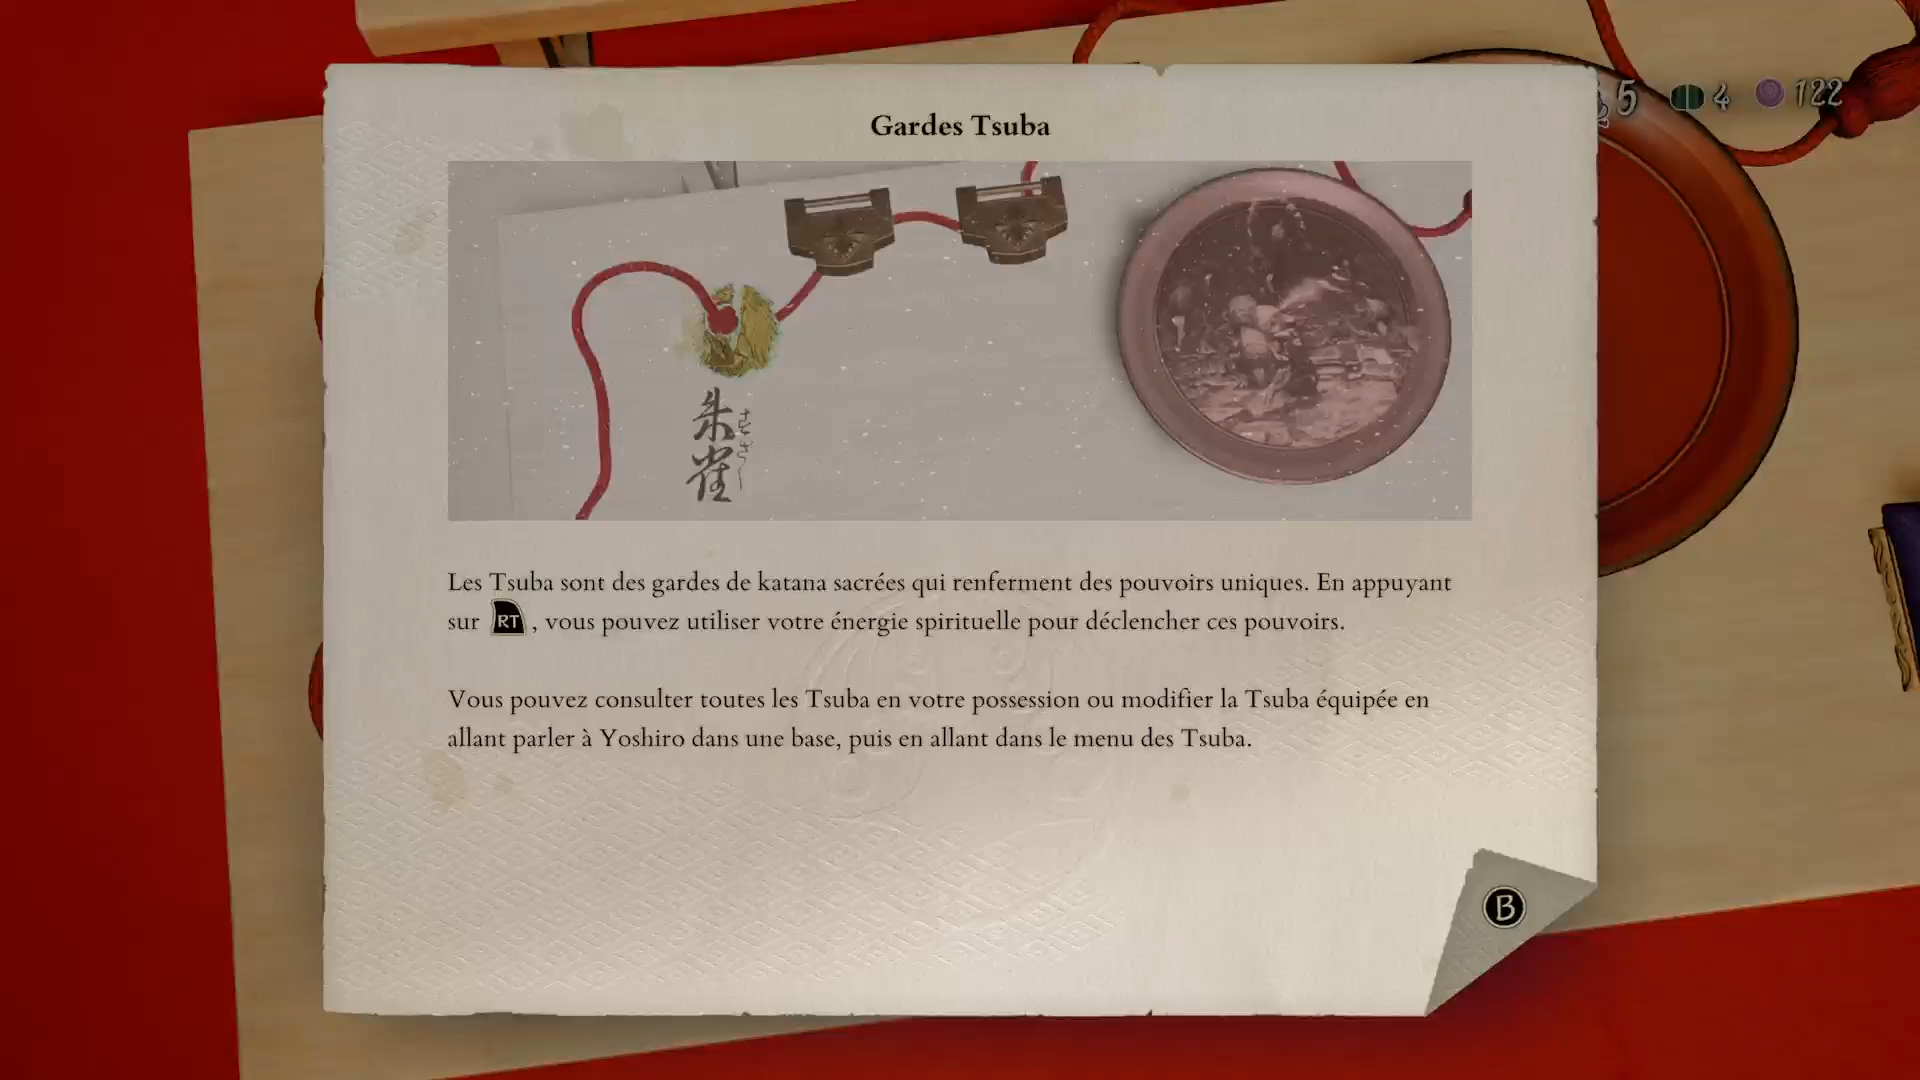 Gardes Tsuba
5 4 122
朱雀
すざく
Les Tsuba sont des gardes de katana sacrées qui renferment des pouvoirs uniques. En appuyant
sur RT , vous pouvez utiliser votre énergie spirituelle pour déclencher ces pouvoirs.
Vous pouvez consulter toutes les Tsuba en votre possession ou modifier la Tsuba équipée en
allant parler à Yoshiro dans une base, puis en allant dans le menu des Tsuba.
B